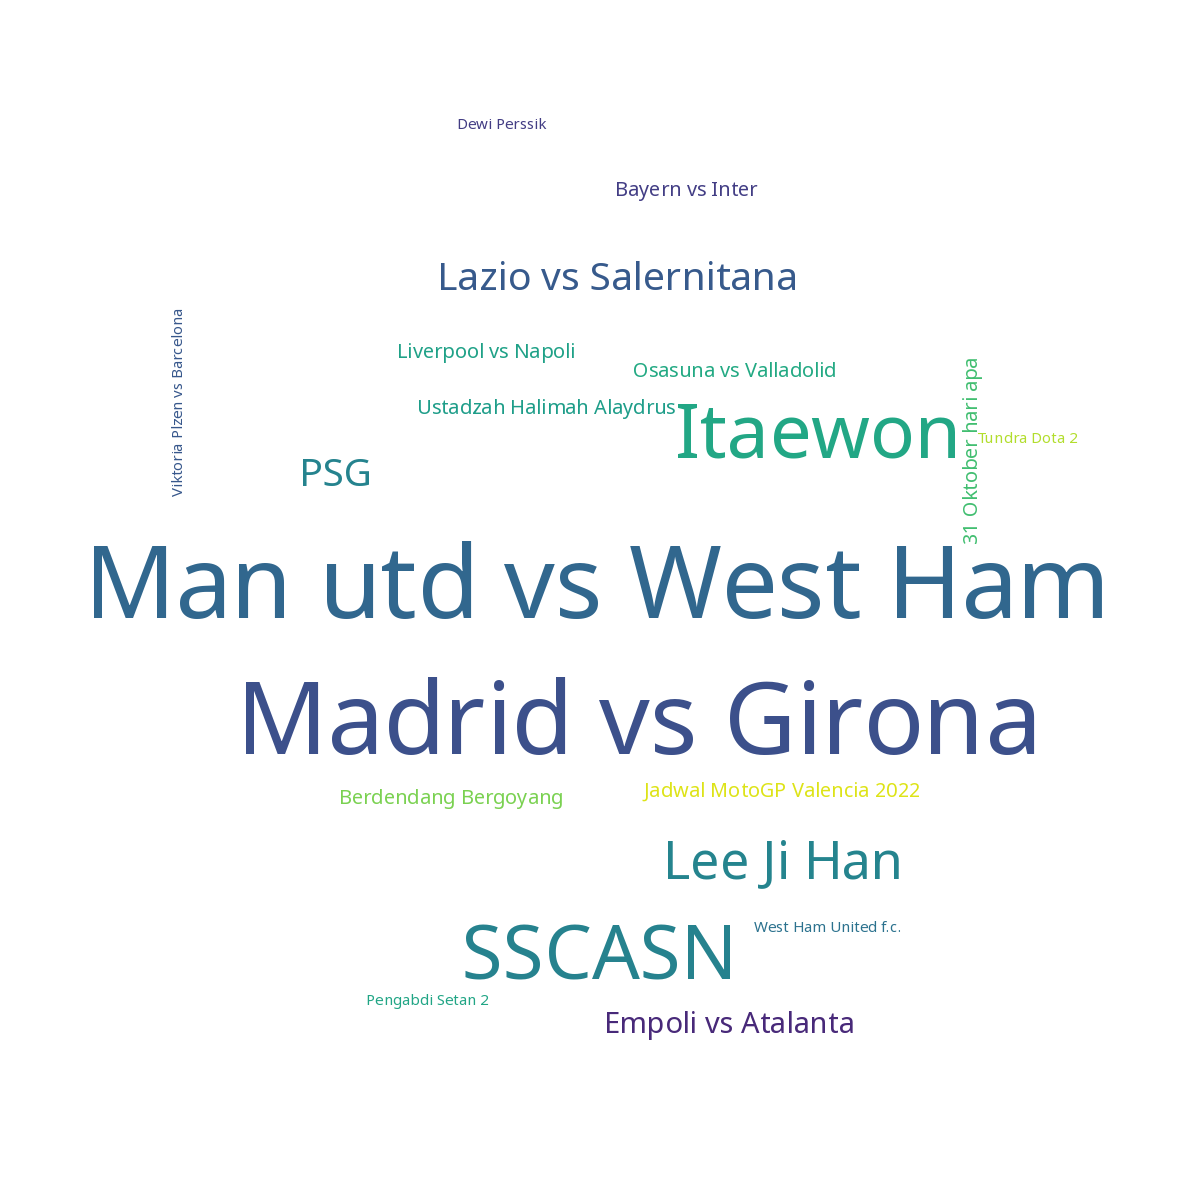 Dewi Perssik
Bayern vs Inter
Lazio vs Salernitana
Viktoria Plzen vs Barcelona
Liverpool vs Napoli
Osasuna vs Valladolid
31 Oktober hari apa
Ustadzah Halimah Alaydrus
Itaewon
Tundra Dota 2
PSG
Man utd vs West Ham
Madrid vs Girona
Berdendang Bergoyang
Jadwal MotoGP Valencia 2022
Lee Ji Han
West Ham United f.c.
SSCASN
Pengabdi Setan 2
Empoli vs Atalanta